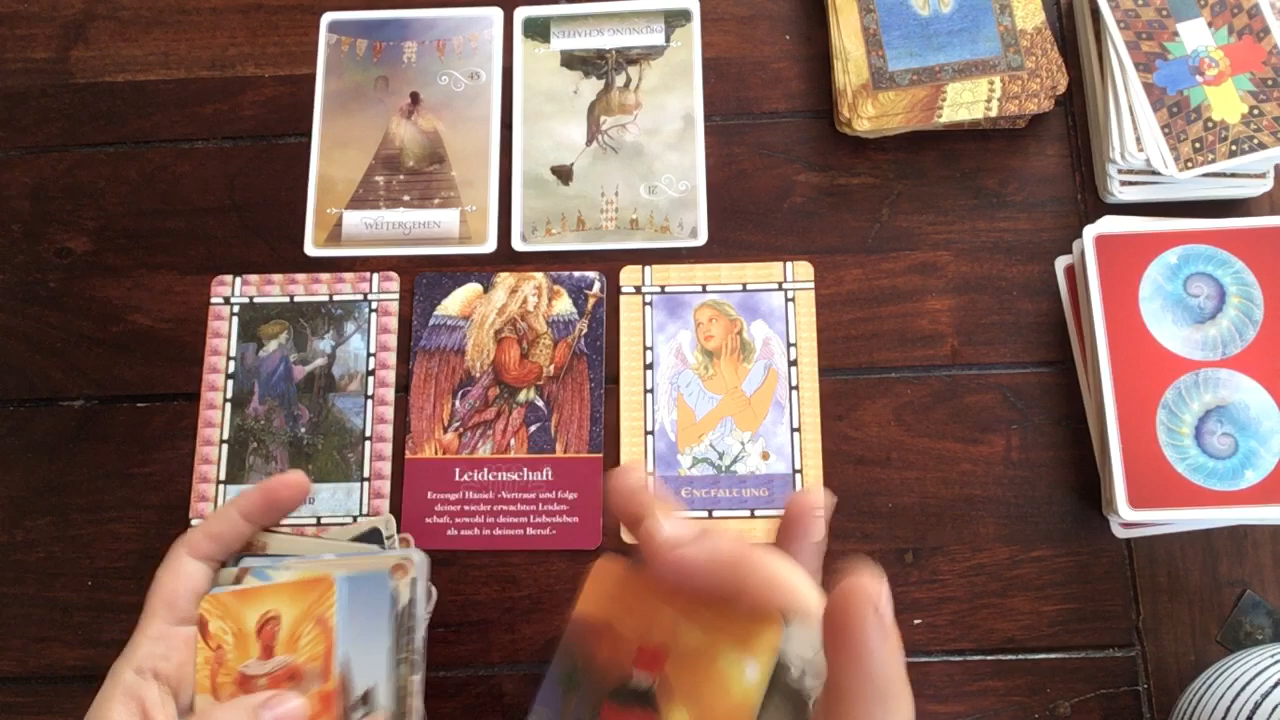 45
WEITERGEHEN
ORDNUNG SCHAFFEN
21
Leidenschaft
Erzengel Haniel: »Vertraue und folge
deiner wieder erwachten Leiden-
schaft, sowohl in deinem Liebesleben
als auch in deinem Beruf.«
ENTFALTUNG